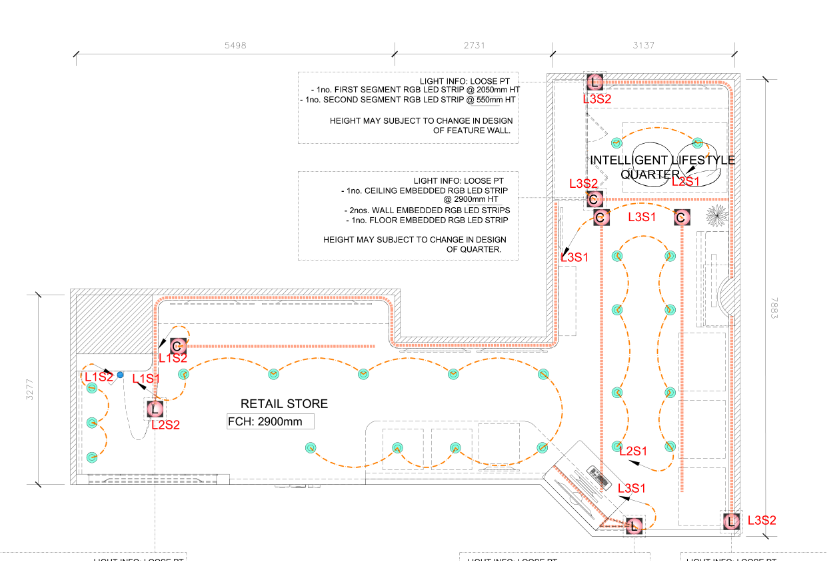 5498
2731
3137
LIGHT INFO: LOOSE PT
- 1no. FIRST SEGMENT RGB LED STRIP @ 2050mm HT
- 1no. SECOND SEGMENT RGB LED STRIP @ 550mm HT
HEIGHT MAY SUBJECT TO CHANGE IN DESIGN
OF FEATURE WALL.
L
L3S2
INTELLIGENT LIFESTYLE
QUARTER
L2S1
LIGHT INFO: LOOSE PT
- 1no. CEILING EMBEDDED RGB LED STRIP
@ 2900mm HT
- 2nos. WALL EMBEDDED RGB LED STRIPS
- 1no. FLOOR EMBEDDED RGB LED STRIP
HEIGHT MAY SUBJECT TO CHANGE IN DESIGN
OF QUARTER.
L3S2
C
C
L3S1
C
L3S1
7883
3277
C
L1S2
L1S2
L1S1
L
L2S2
RETAIL STORE
FCH: 2900mm
L2S1
L3S1
L
L
L3S2
LIGHT INFO: LOOSE PT
LIGHT INFO: LOOSE PT
LIGHT INFO: LOOSE PT